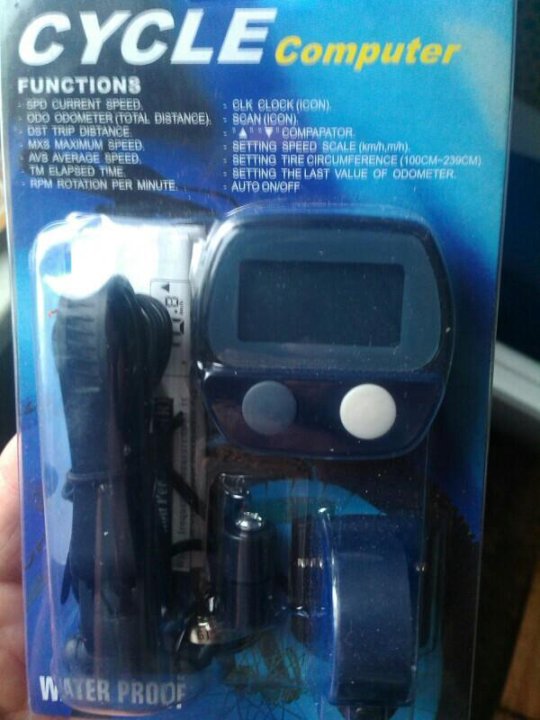 CYCLE Computer
FUNCTIONS
- SPD CURRENT SPEED.
- ODO ODOMETER (TOTAL DISTANCE).
- DST TRIP DISTANCE.
- MXS MAXIMUM SPEED.
- AVS AVERAGE SPEED.
- TM ELAPSED TIME.
- RPM ROTATION PER MINUTE.
- CLK CLOCK (ICON).
- SCAN (ICON).
- "▲" "▼" COMPAPATOR.
- SETTING SPEED SCALE (km/h,m/h).
- SETTING TIRE CIRCUMFERENCE (100CM~239CM)
- SETTING THE LAST VALUE OF ODOMETER.
- AUTO ON/OFF
WATER PROOF